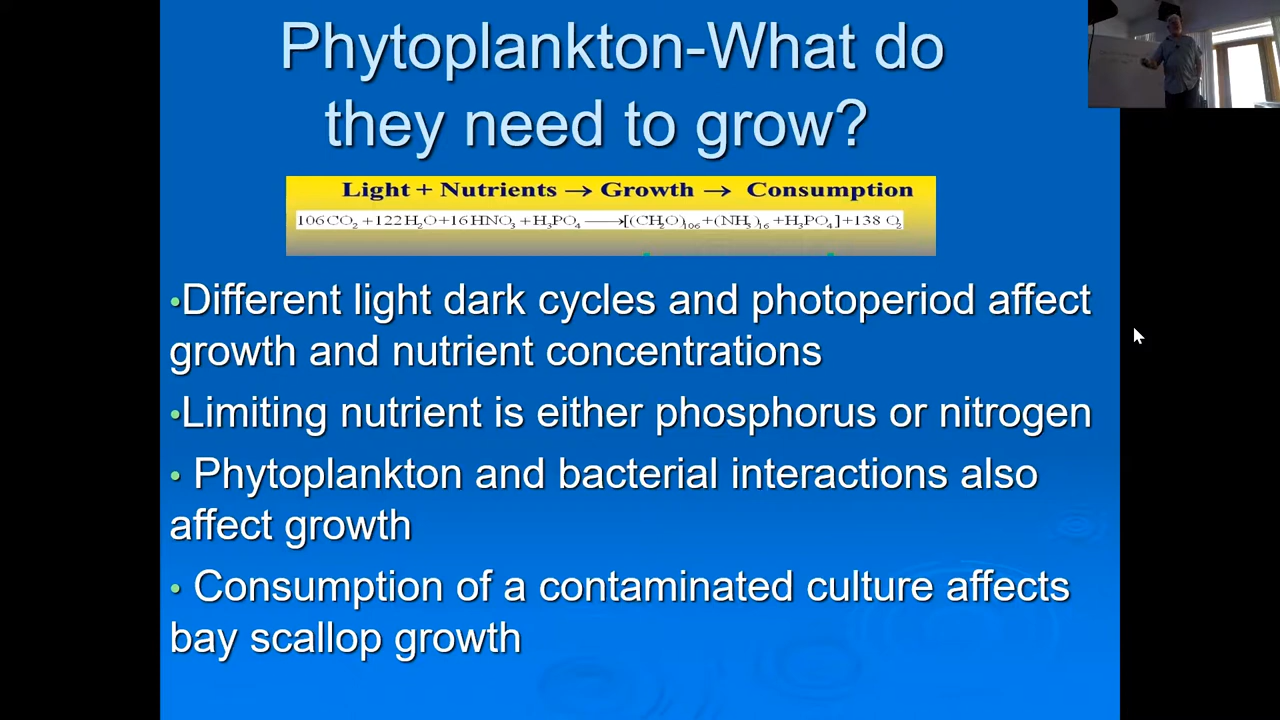 Phytoplankton-What do
they need to grow?
Light + Nutrients → Growth → Consumption
106CO2+122H2O+16HNO3+H3PO4 ⟶[(CH2O)106+(NH3)16+H3PO4]+138 O2
•Different light dark cycles and photoperiod affect
growth and nutrient concentrations
•Limiting nutrient is either phosphorus or nitrogen
• Phytoplankton and bacterial interactions also
affect growth
• Consumption of a contaminated culture affects
bay scallop growth